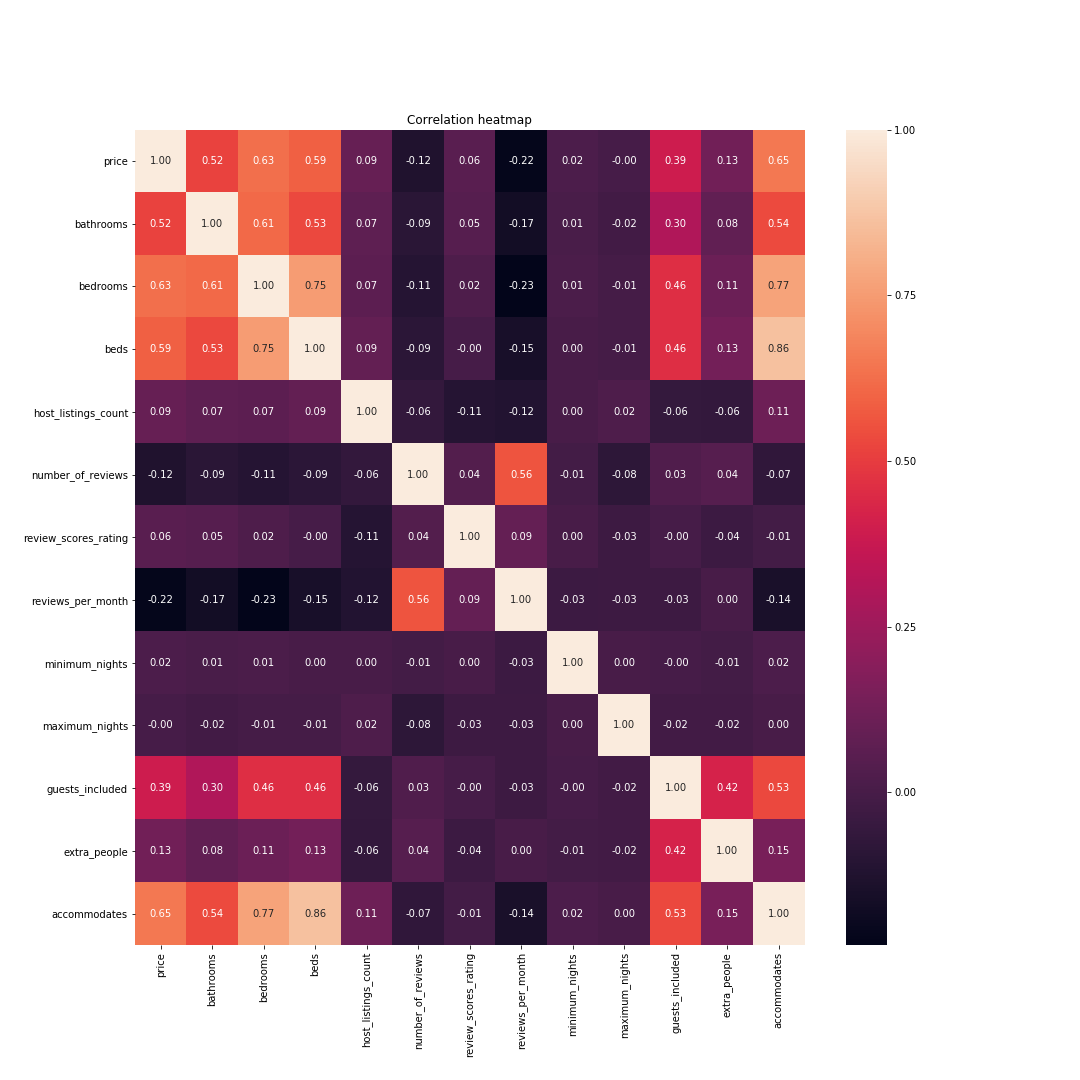 Correlation heatmap
price 1.00 0.52 0.63 0.59 0.09 -0.12 0.06 -0.22 0.02 -0.00 0.39 0.13 0.65
bathrooms 0.52 1.00 0.61 0.53 0.07 -0.09 0.05 -0.17 0.01 -0.02 0.30 0.08 0.54
bedrooms 0.63 0.61 1.00 0.75 0.07 -0.11 0.02 -0.23 0.01 -0.01 0.46 0.11 0.77
beds 0.59 0.53 0.75 1.00 0.09 -0.09 -0.00 -0.15 0.00 -0.01 0.46 0.13 0.86
host_listings_count 0.09 0.07 0.07 0.09 1.00 -0.06 -0.11 -0.12 0.00 0.02 -0.06 -0.06 0.11
number_of_reviews -0.12 -0.09 -0.11 -0.09 -0.06 1.00 0.04 0.56 -0.01 -0.08 0.03 0.04 -0.07
review_scores_rating 0.06 0.05 0.02 -0.00 -0.11 0.04 1.00 0.09 0.00 -0.03 -0.00 -0.04 -0.01
reviews_per_month -0.22 -0.17 -0.23 -0.15 -0.12 0.56 0.09 1.00 -0.03 -0.03 -0.03 0.00 -0.14
minimum_nights 0.02 0.01 0.01 0.00 0.00 -0.01 0.00 -0.03 1.00 0.00 -0.00 -0.01 0.02
maximum_nights -0.00 -0.02 -0.01 -0.01 0.02 -0.08 -0.03 -0.03 0.00 1.00 -0.02 -0.02 0.00
guests_included 0.39 0.30 0.46 0.46 -0.06 0.03 -0.00 -0.03 -0.00 -0.02 1.00 0.42 0.53
extra_people 0.13 0.08 0.11 0.13 -0.06 0.04 -0.04 0.00 -0.01 -0.02 0.42 1.00 0.15
accommodates 0.65 0.54 0.77 0.86 0.11 -0.07 -0.01 -0.14 0.02 0.00 0.53 0.15 1.00
price
bathrooms
bedrooms
beds
host_listings_count
number_of_reviews
review_scores_rating
reviews_per_month
minimum_nights
maximum_nights
guests_included
extra_people
accommodates
1.00
0.75
0.50
0.25
0.00